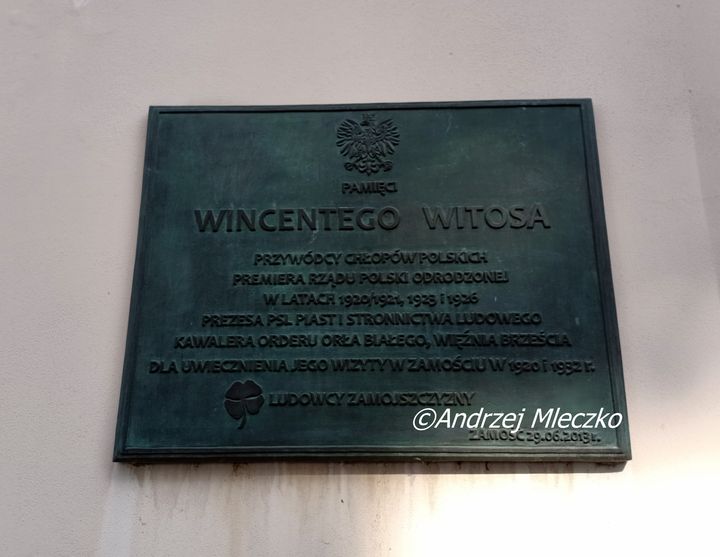 PAMIĘCI
WINCENTEGO WITOSA
PRZYWÓDCY CHŁOPÓW POLSKICH
PREMIERA RZĄDU POLSKI ODRODZONEJ
W LATACH 1920/1921, 1923 i 1926
PREZESA PSL PIAST I STRONNICTWA LUDOWEGO
KAWALERA ORDERU ORŁA BIAŁEGO, WIĘŹNIA BRZEŚCIA
DLA UWIECZNIENIA JEGO WIZYTY W ZAMOŚCIU W 1920 i 1932 r.
LUDOWCY ZAMOJSZCZYZNY
©Andrzej Mleczko
ZAMOŚĆ 29.06.2013 r.